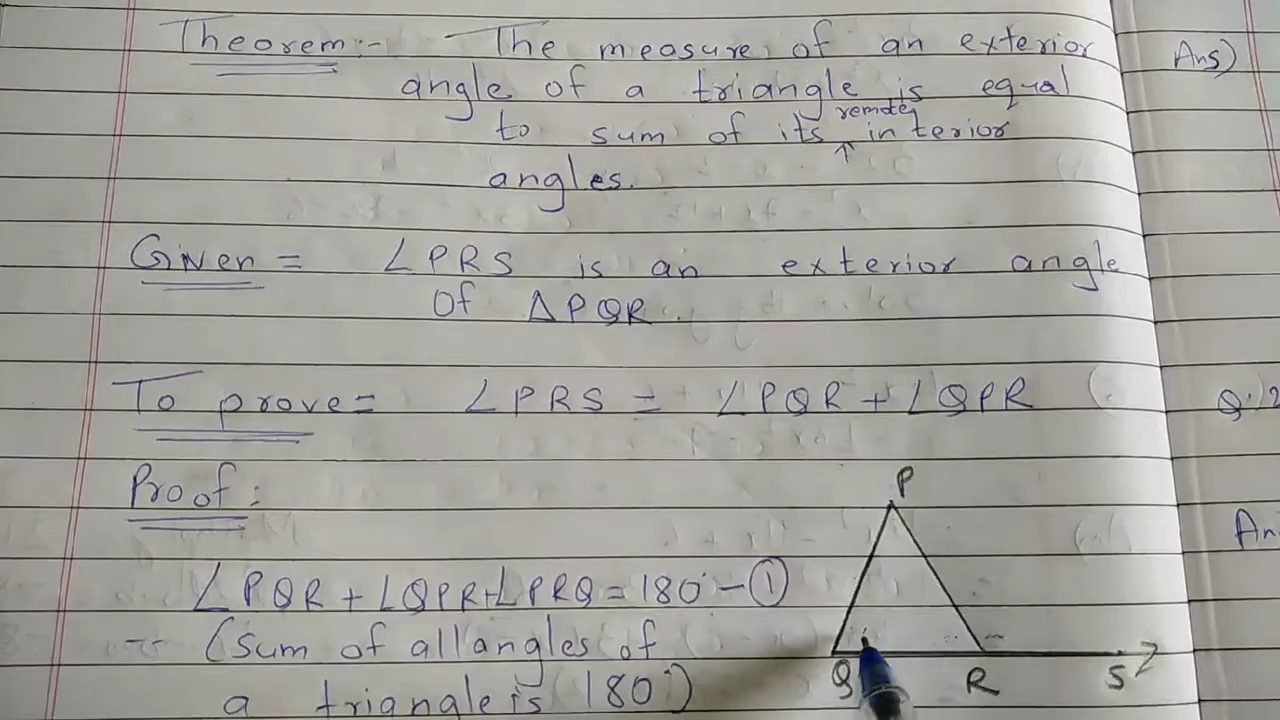 Theorem:- The measure of an exterior
angle of a triangle is equal
remote
to sum of its interior
angles.
Given = ∠PRS is an exterior angle
Of ΔPQR.
To prove = ∠PRS = ∠PQR + ∠QPR
Proof:
∠PQR + ∠QPR + ∠PRQ = 180° - ①
(sum of all angles of
a triangle is 180°)
P
Q R S
Ans)
Q.2
An